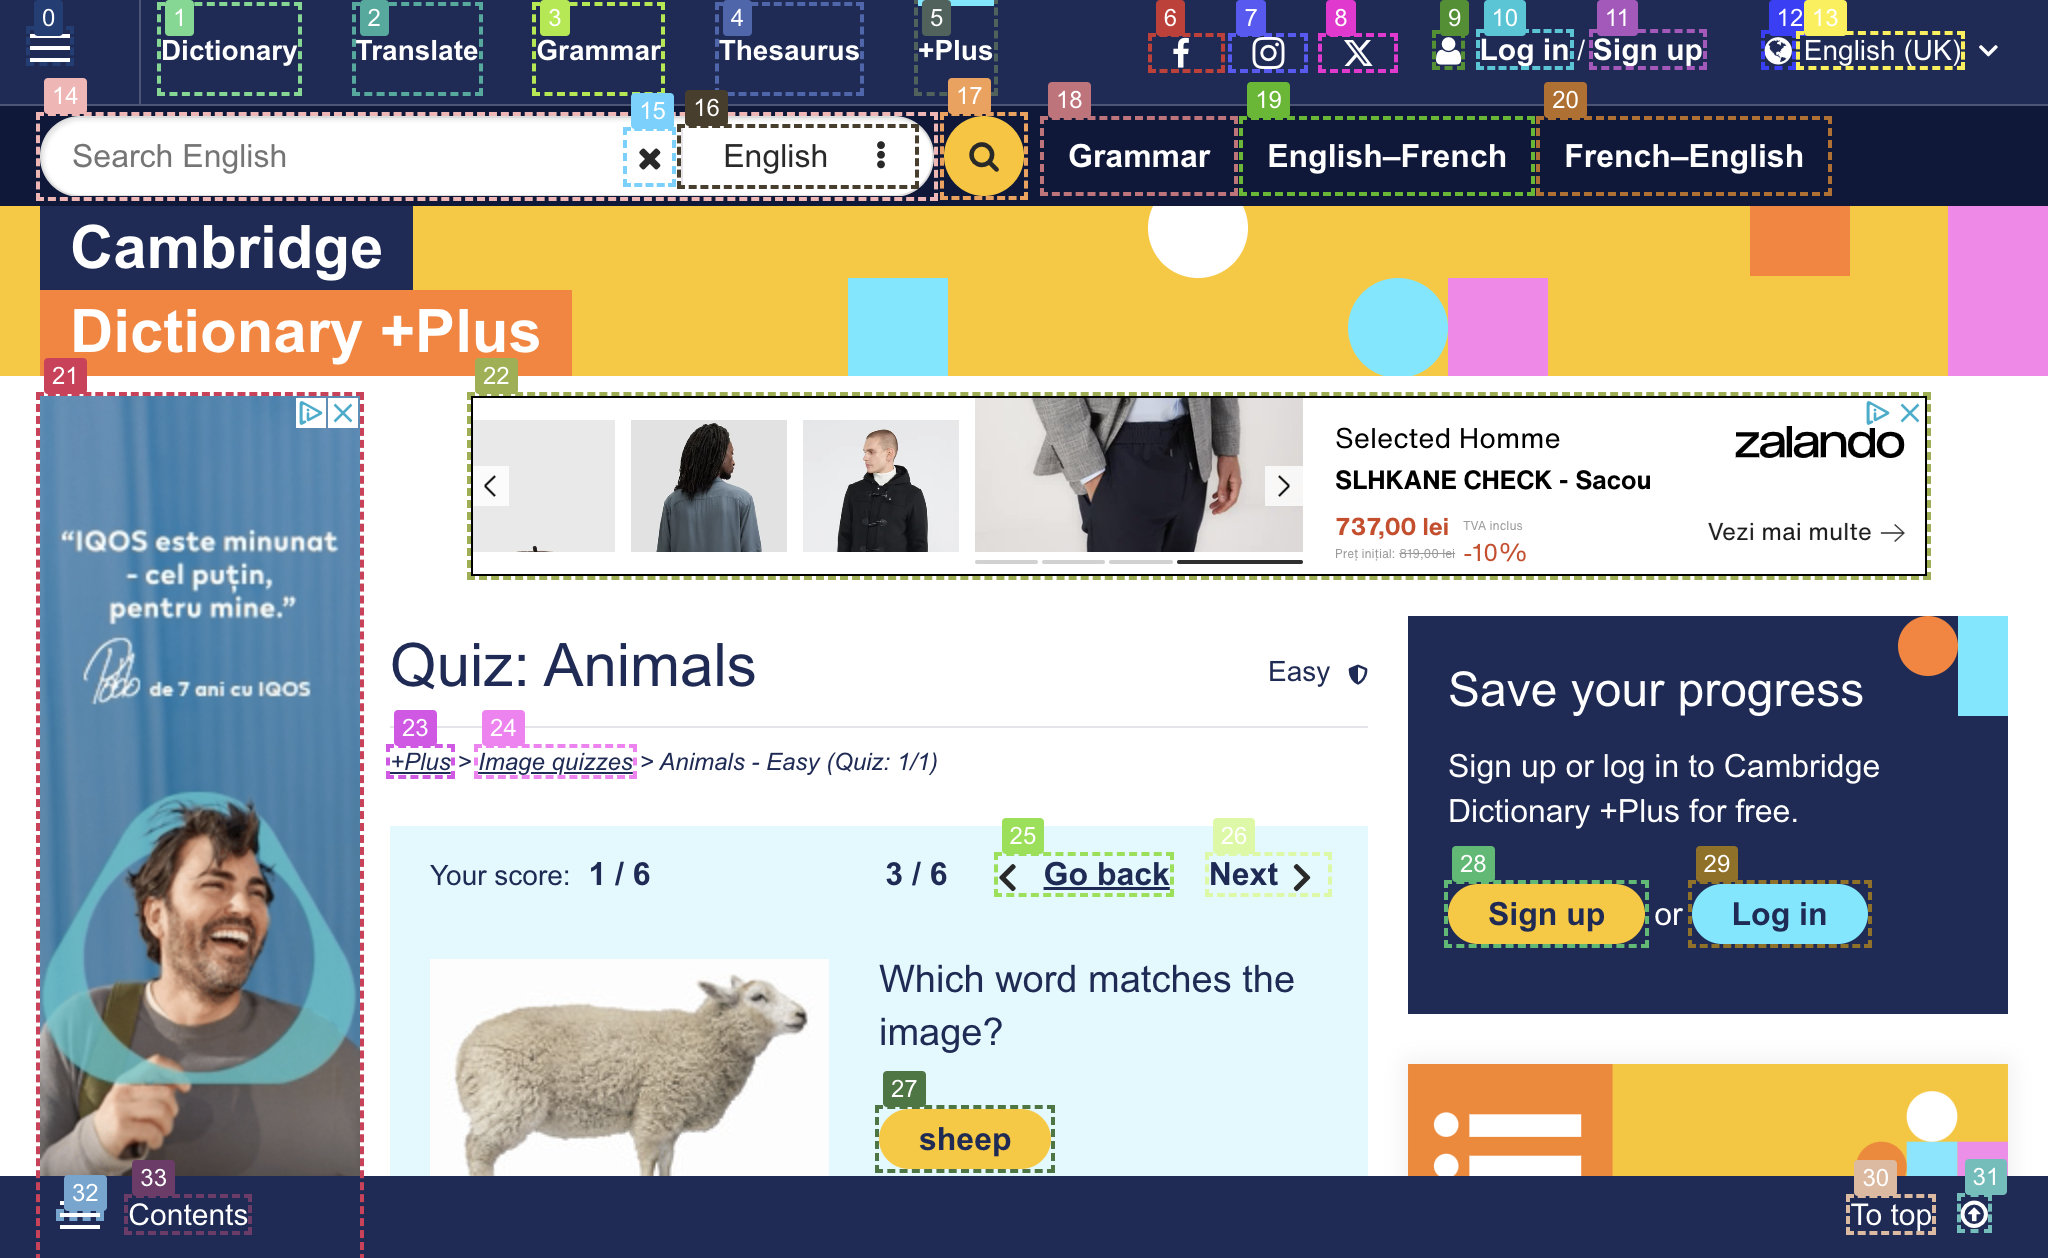 0
1
2
3
4
5
6
7
8
9
10
11
12
13
Dictionary
Translate
Grammar
Thesaurus
+Plus
Log in / Sign up
English (UK)
14
15
16
17
18
19
20
Search English
English
Grammar
English–French
French–English
Cambridge
Dictionary +Plus
21
22
"IQOS este minunat
- cel puțin,
pentru mine."
de 7 ani cu IQOS
Selected Homme
SLHKANE CHECK - Sacou
737,00 lei TVA inclus
Preț inițial: 819,00 lei -10%
zalando
Vezi mai multe
Quiz: Animals
Easy
23
24
+Plus > Image quizzes > Animals - Easy (Quiz: 1/1)
25
26
Your score: 1 / 6
3 / 6
Go back
Next
Which word matches the
image?
27
sheep
Save your progress
Sign up or log in to Cambridge
Dictionary +Plus for free.
28
29
Sign up or Log in
32
33
Contents
30
31
To top